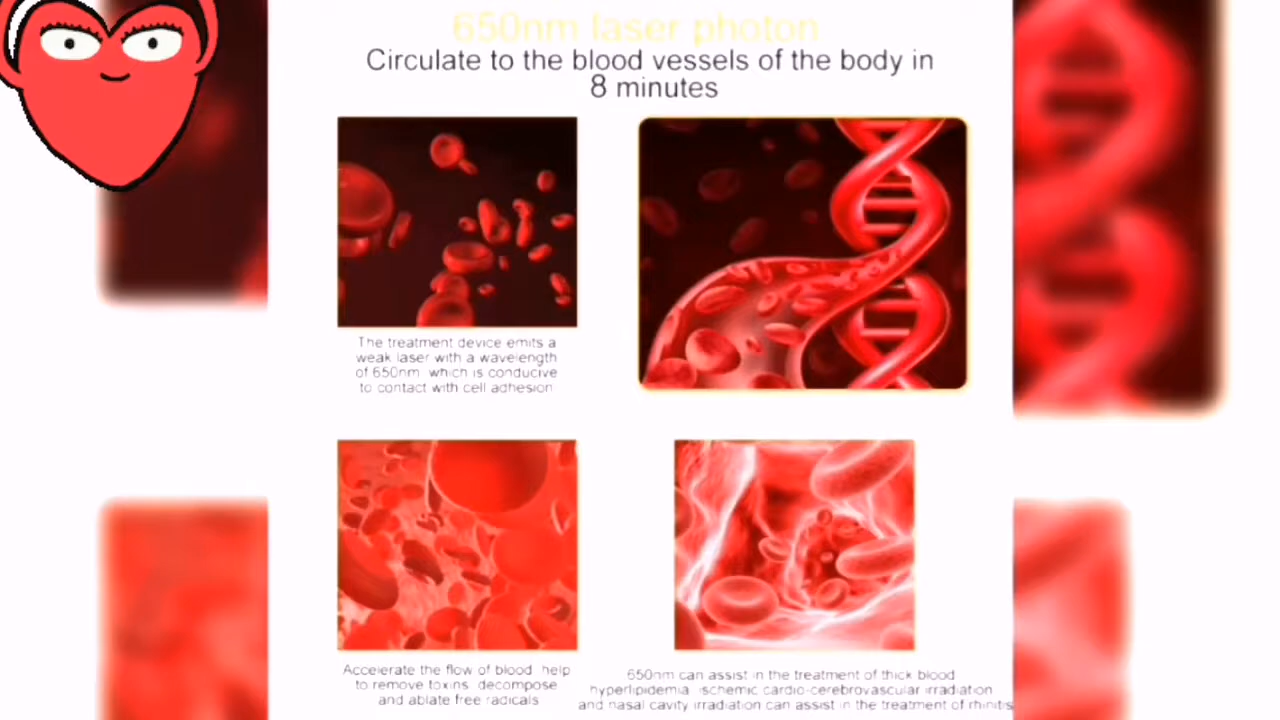 650nm laser photon
Circulate to the blood vessels of the body in
8 minutes
The treatment device emits a
weak laser with a wavelength
of 650nm which is conducive
to contact with cell adhesion
Accelerate the flow of blood help
to remove toxins decompose
and ablate free radicals
650nm can assist in the treatment of thick blood
hyperlipidemia ischemic cardio-cerebrovascular irradiation
and nasal cavity irradiation can assist in the treatment of rhinitis